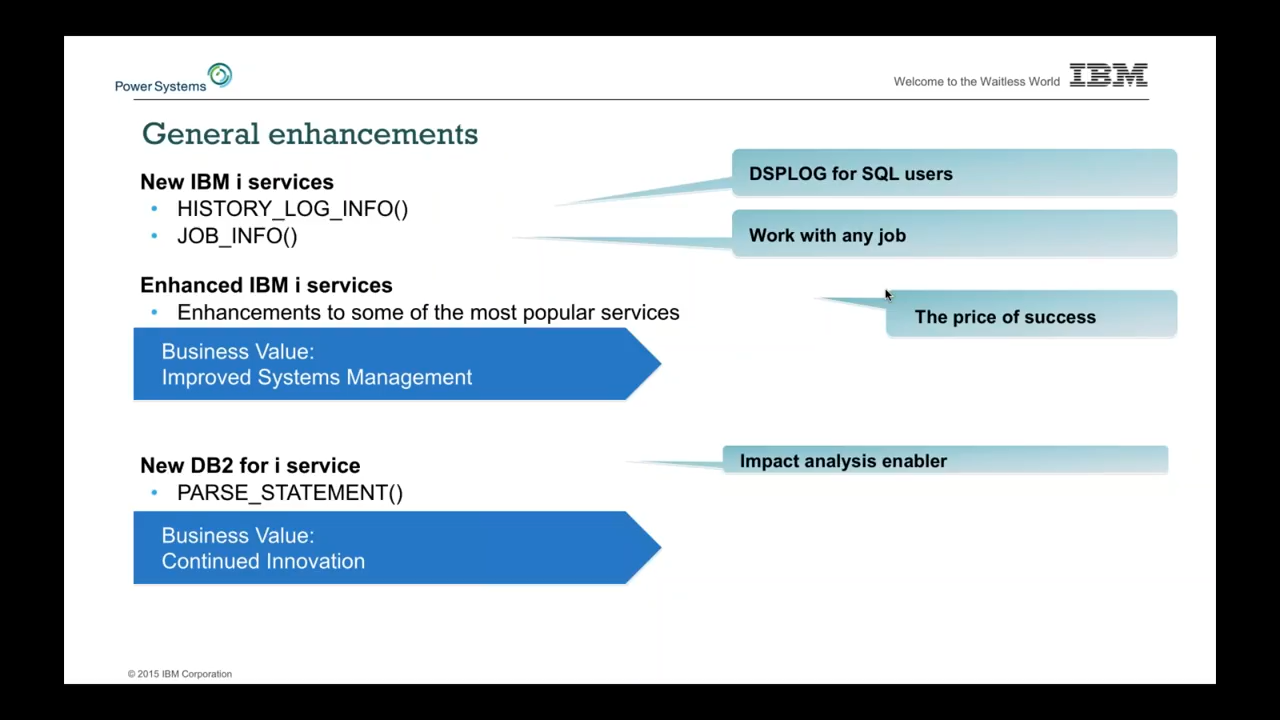 Power Systems
Welcome to the Waitless World IBM
General enhancements
New IBM i services
• HISTORY_LOG_INFO()
• JOB_INFO()
DSPLOG for SQL users
Work with any job
Enhanced IBM i services
• Enhancements to some of the most popular services
The price of success
Business Value:
Improved Systems Management
New DB2 for i service
• PARSE_STATEMENT()
Impact analysis enabler
Business Value:
Continued Innovation
© 2015 IBM Corporation